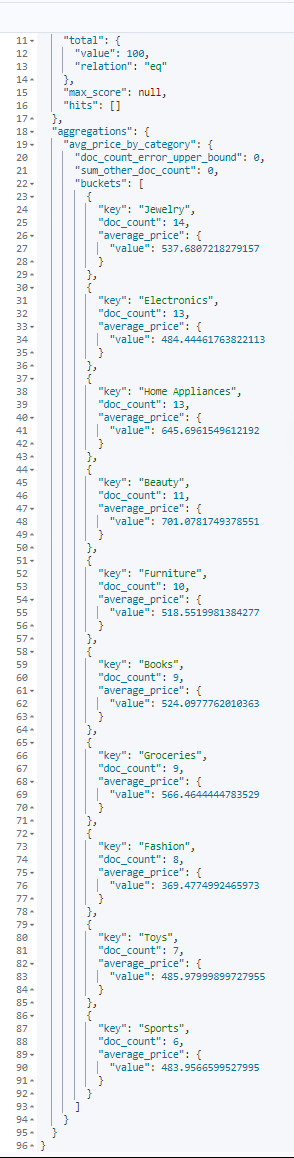 11 "total": {
12 "value": 100,
13 "relation": "eq"
14 },
15 "max_score": null,
16 "hits": []
17 },
18 "aggregations": {
19 "avg_price_by_category": {
20 "doc_count_error_upper_bound": 0,
21 "sum_other_doc_count": 0,
22 "buckets": [
23 {
24 "key": "Jewelry",
25 "doc_count": 14,
26 "average_price": {
27 "value": 537.6807218279157
28 }
29 },
30 {
31 "key": "Electronics",
32 "doc_count": 13,
33 "average_price": {
34 "value": 484.44461763822113
35 }
36 },
37 {
38 "key": "Home Appliances",
39 "doc_count": 13,
40 "average_price": {
41 "value": 645.6961549612192
42 }
43 },
44 {
45 "key": "Beauty",
46 "doc_count": 11,
47 "average_price": {
48 "value": 701.0781749378551
49 }
50 },
51 {
52 "key": "Furniture",
53 "doc_count": 10,
54 "average_price": {
55 "value": 518.5519981384277
56 }
57 },
58 {
59 "key": "Books",
60 "doc_count": 9,
61 "average_price": {
62 "value": 524.0977762010363
63 }
64 },
65 {
66 "key": "Groceries",
67 "doc_count": 9,
68 "average_price": {
69 "value": 566.4644444783529
70 }
71 },
72 {
73 "key": "Fashion",
74 "doc_count": 8,
75 "average_price": {
76 "value": 369.4774992465973
77 }
78 },
79 {
80 "key": "Toys",
81 "doc_count": 7,
82 "average_price": {
83 "value": 485.97999899727955
84 }
85 },
86 {
87 "key": "Sports",
88 "doc_count": 6,
89 "average_price": {
90 "value": 483.9566599527995
91 }
92 }
93 ]
94 }
95 }
96 }